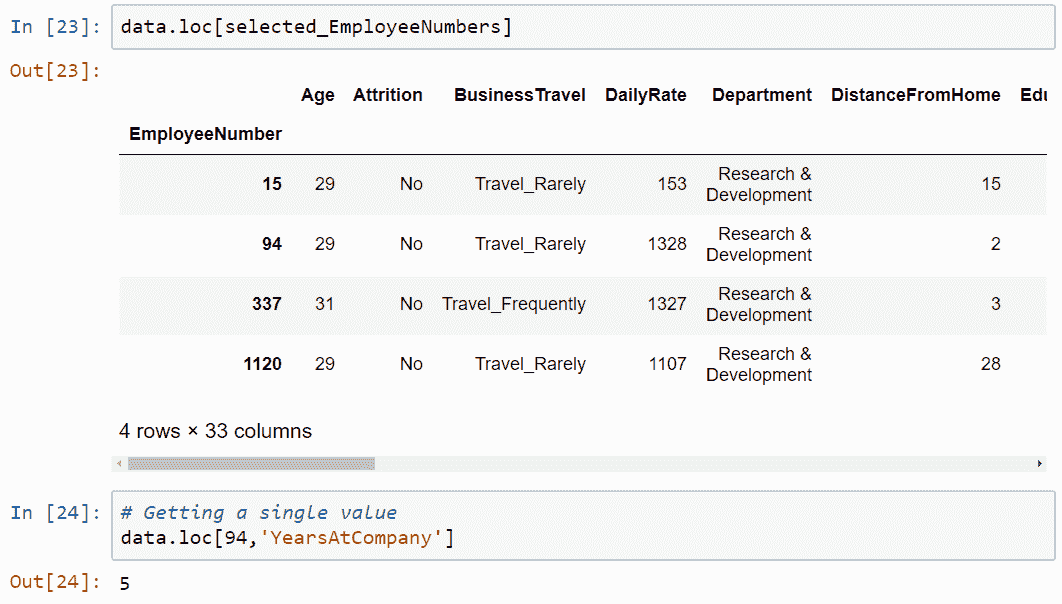 In [23]: data.loc[selected_EmployeeNumbers]
Out[23]:
Age Attrition BusinessTravel DailyRate Department DistanceFromHome Edu
EmployeeNumber
15 29 No Travel_Rarely 153 Research & Development 15
94 29 No Travel_Rarely 1328 Research & Development 2
337 31 No Travel_Frequently 1327 Research & Development 3
1120 29 No Travel_Rarely 1107 Research & Development 28
4 rows × 33 columns
In [24]: # Getting a single value
data.loc[94,'YearsAtCompany']
Out[24]: 5